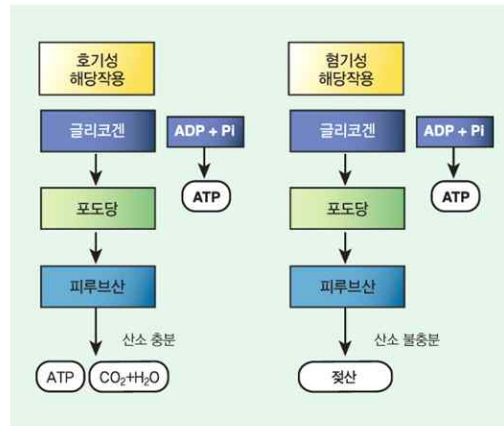 호기성
해당작용
글리코겐
ADP + Pi
ATP
포도당
피루브산
산소 충분
ATP
CO₂+H₂O
혐기성
해당작용
글리코겐
ADP + Pi
ATP
포도당
피루브산
산소 불충분
젖산